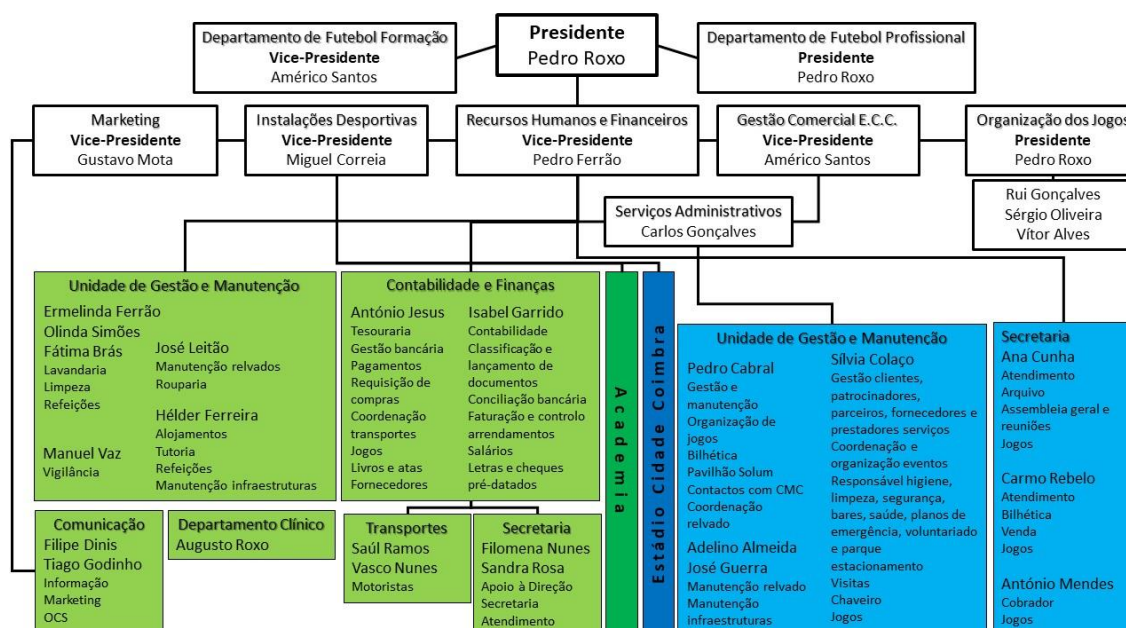 Departamento de Futebol Formação
Vice-Presidente
Américo Santos
Presidente
Pedro Roxo
Departamento de Futebol Profissional
Presidente
Pedro Roxo
Marketing
Vice-Presidente
Gustavo Mota
Instalações Desportivas
Vice-Presidente
Miguel Correia
Recursos Humanos e Financeiros
Vice-Presidente
Pedro Ferrão
Gestão Comercial E.C.C.
Vice-Presidente
Américo Santos
Organização dos Jogos
Presidente
Pedro Roxo
Rui Gonçalves
Sérgio Oliveira
Vítor Alves
Serviços Administrativos
Carlos Gonçalves
Unidade de Gestão e Manutenção
Ermelinda Ferrão
Olinda Simões
Fátima Brás
Lavandaria
Limpeza
Refeições
Manuel Vaz
Vigilância
José Leitão
Manutenção relvados
Rouparia
Hélder Ferreira
Alojamentos
Tutoria
Refeições
Manutenção infraestruturas
Contabilidade e Finanças
António Jesus
Tesouraria
Gestão bancária
Pagamentos
Requisição de
compras
Coordenação
transportes
Jogos
Livros e atas
Fornecedores
Isabel Garrido
Contabilidade
Classificação e
lançamento de
documentos
Conciliação bancária
Faturação e controlo
arrendamentos
Salários
Letras e cheques
pré-datados
Academia
Estádio Cidade Coimbra
Unidade de Gestão e Manutenção
Pedro Cabral
Gestão e
manutenção
Organização de
jogos
Bilhética
Pavilhão Solum
Contactos com CMC
Coordenação
relvado
Adelino Almeida
José Guerra
Manutenção relvado
Manutenção
infraestruturas
Sílvia Colaço
Gestão clientes,
patrocinadores,
parceiros, fornecedores e
prestadores serviços
Coordenação e
organização eventos
Responsável higiene,
limpeza, segurança,
bares, saúde, planos de
emergência, voluntariado
e parque
estacionamento
Visitas
Chaveiro
Jogos
Secretaria
Ana Cunha
Atendimento
Arquivo
Assembleia geral e
reuniões
Jogos
Carmo Rebelo
Atendimento
Bilhética
Venda
Jogos
António Mendes
Cobrador
Jogos
Comunicação
Filipe Dinis
Tiago Godinho
Informação
Marketing
OCS
Departamento Clínico
Augusto Roxo
Transportes
Saúl Ramos
Vasco Nunes
Motoristas
Secretaria
Filomena Nunes
Sandra Rosa
Apoio à Direção
Secretaria
Atendimento